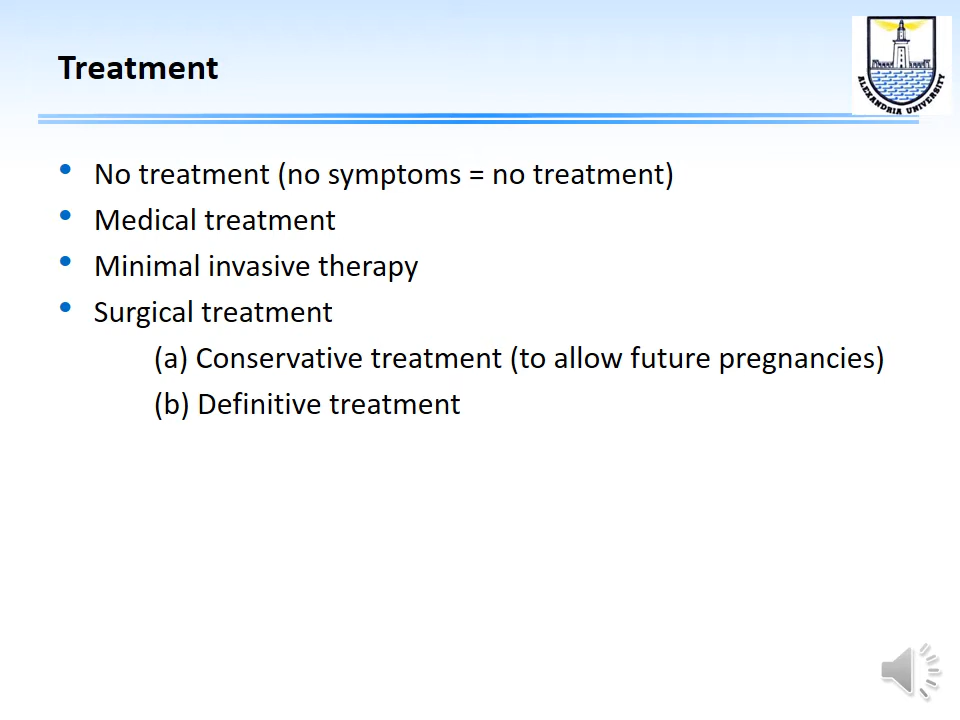 Treatment
ALEXANDRIA UNIVERSITY
• No treatment (no symptoms = no treatment)
• Medical treatment
• Minimal invasive therapy
• Surgical treatment
(a) Conservative treatment (to allow future pregnancies)
(b) Definitive treatment